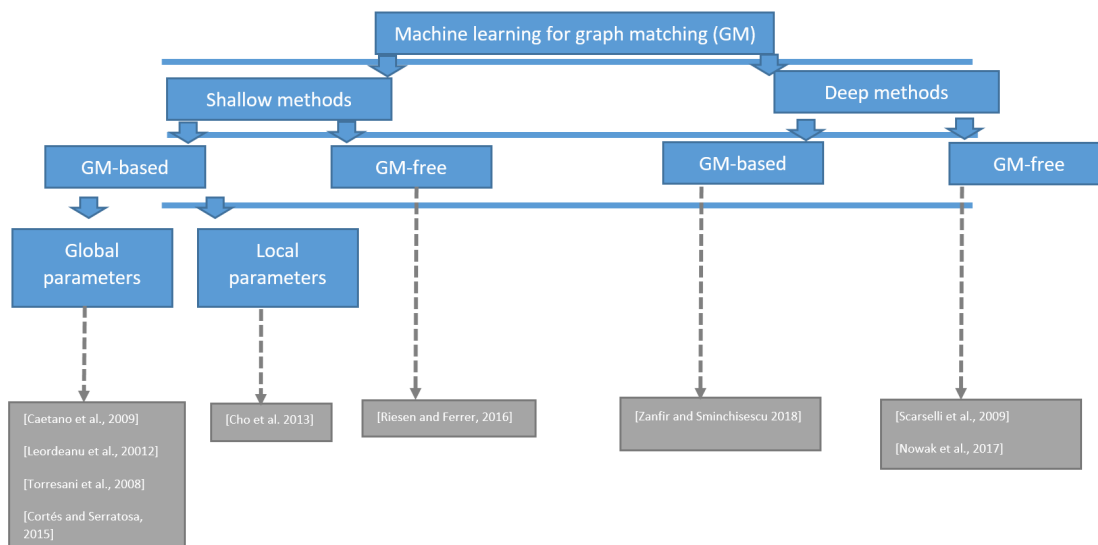 Machine learning for graph matching (GM)
Shallow methods
Deep methods
GM-based
GM-free
GM-based
GM-free
Global
parameters
Local
parameters
[Caetano et al., 2009]
[Leordeanu et al., 20012]
[Torresani et al., 2008]
[Cortés and Serratosa,
2015]
[Cho et al. 2013]
[Riesen and Ferrer, 2016]
[Zanfir and Sminchisescu 2018]
[Scarselli et al., 2009]
[Nowak et al., 2017]